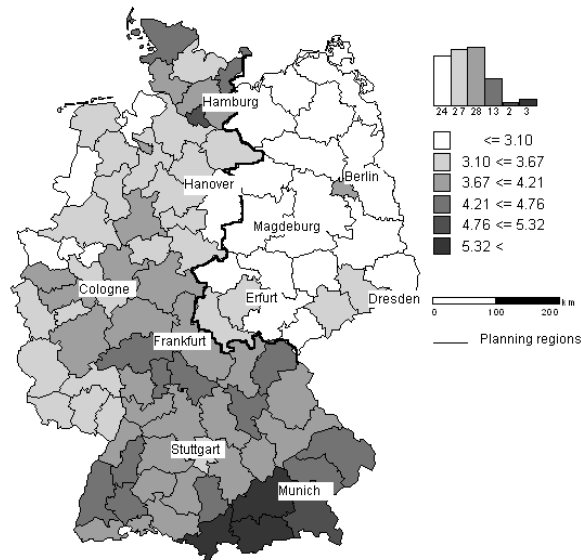 Hamburg
Hanover
Berlin
Magdeburg
Cologne
Erfurt
Dresden
Frankfurt
Stuttgart
Munich
24 27 28 13 2 3
<= 3.10
3.10 <= 3.67
3.67 <= 4.21
4.21 <= 4.76
4.76 <= 5.32
5.32 <
km
0 100 200
Planning regions